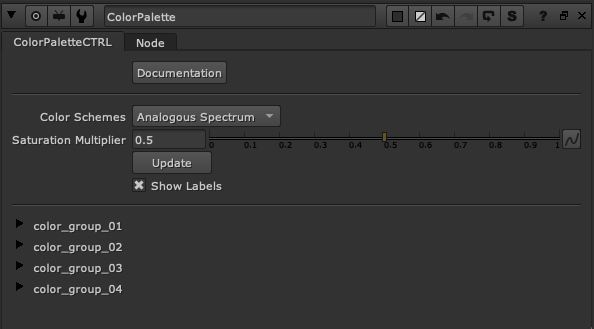 ColorPalette S ?
ColorPaletteCTRL Node
Documentation
Color Schemes Analogous Spectrum
Saturation Multiplier 0.5 0 0.1 0.2 0.3 0.4 0.5 0.6 0.7 0.8 0.9 1
Update
Show Labels
color_group_01
color_group_02
color_group_03
color_group_04